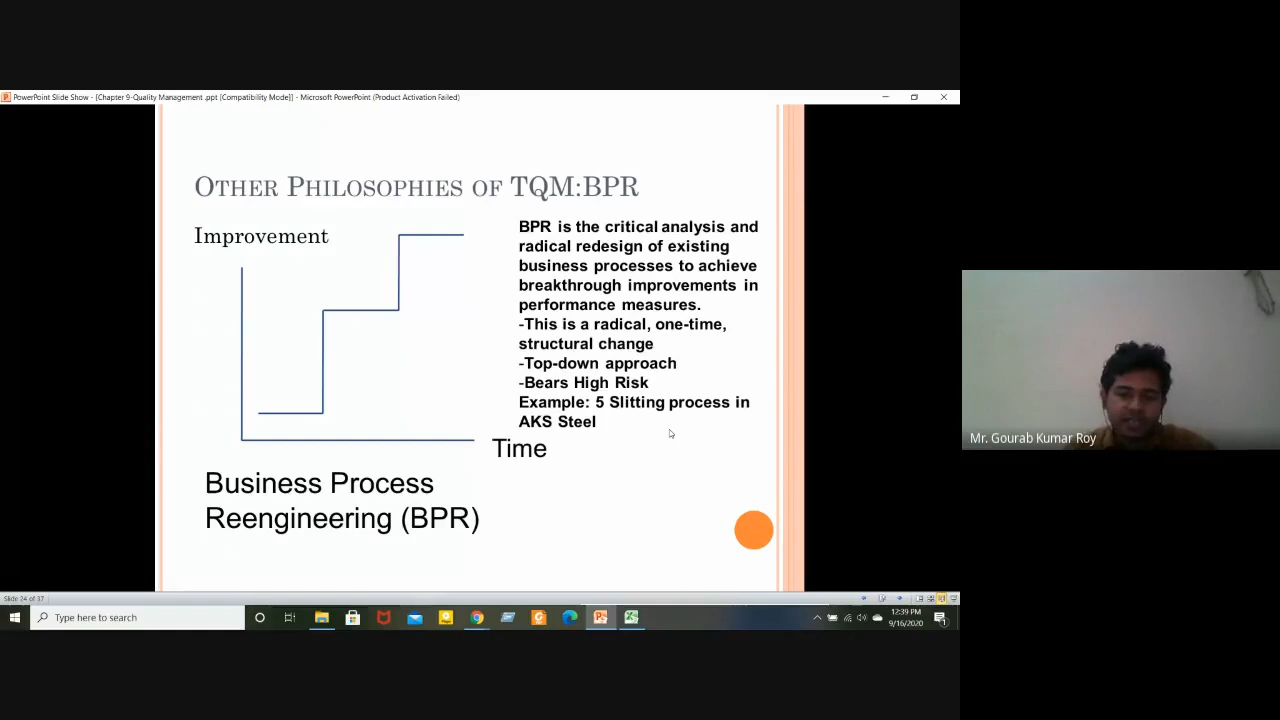 PowerPoint Slide Show - [Chapter 9-Quality Management .ppt [Compatibility Mode]] - Microsoft PowerPoint (Product Activation Failed)
OTHER PHILOSOPHIES OF TQM:BPR
Improvement
BPR is the critical analysis and
radical redesign of existing
business processes to achieve
breakthrough improvements in
performance measures.
-This is a radical, one-time,
structural change
-Top-down approach
-Bears High Risk
Example: 5 Slitting process in
AKS Steel
Time
Business Process
Reengineering (BPR)
Mr. Gourab Kumar Roy
Slide 24 of 37
Type here to search
12:39 PM
9/16/2020